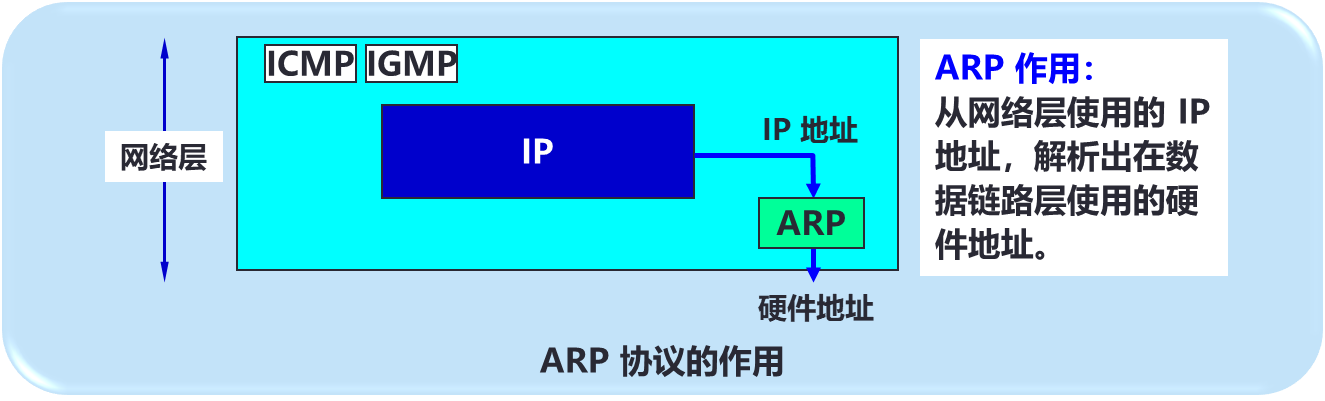 ICMP IGMP
IP
IP 地址
ARP
硬件地址
网络层
ARP 作用：
从网络层使用的 IP
地址，解析出在数
据链路层使用的硬
件地址。
ARP 协议的作用